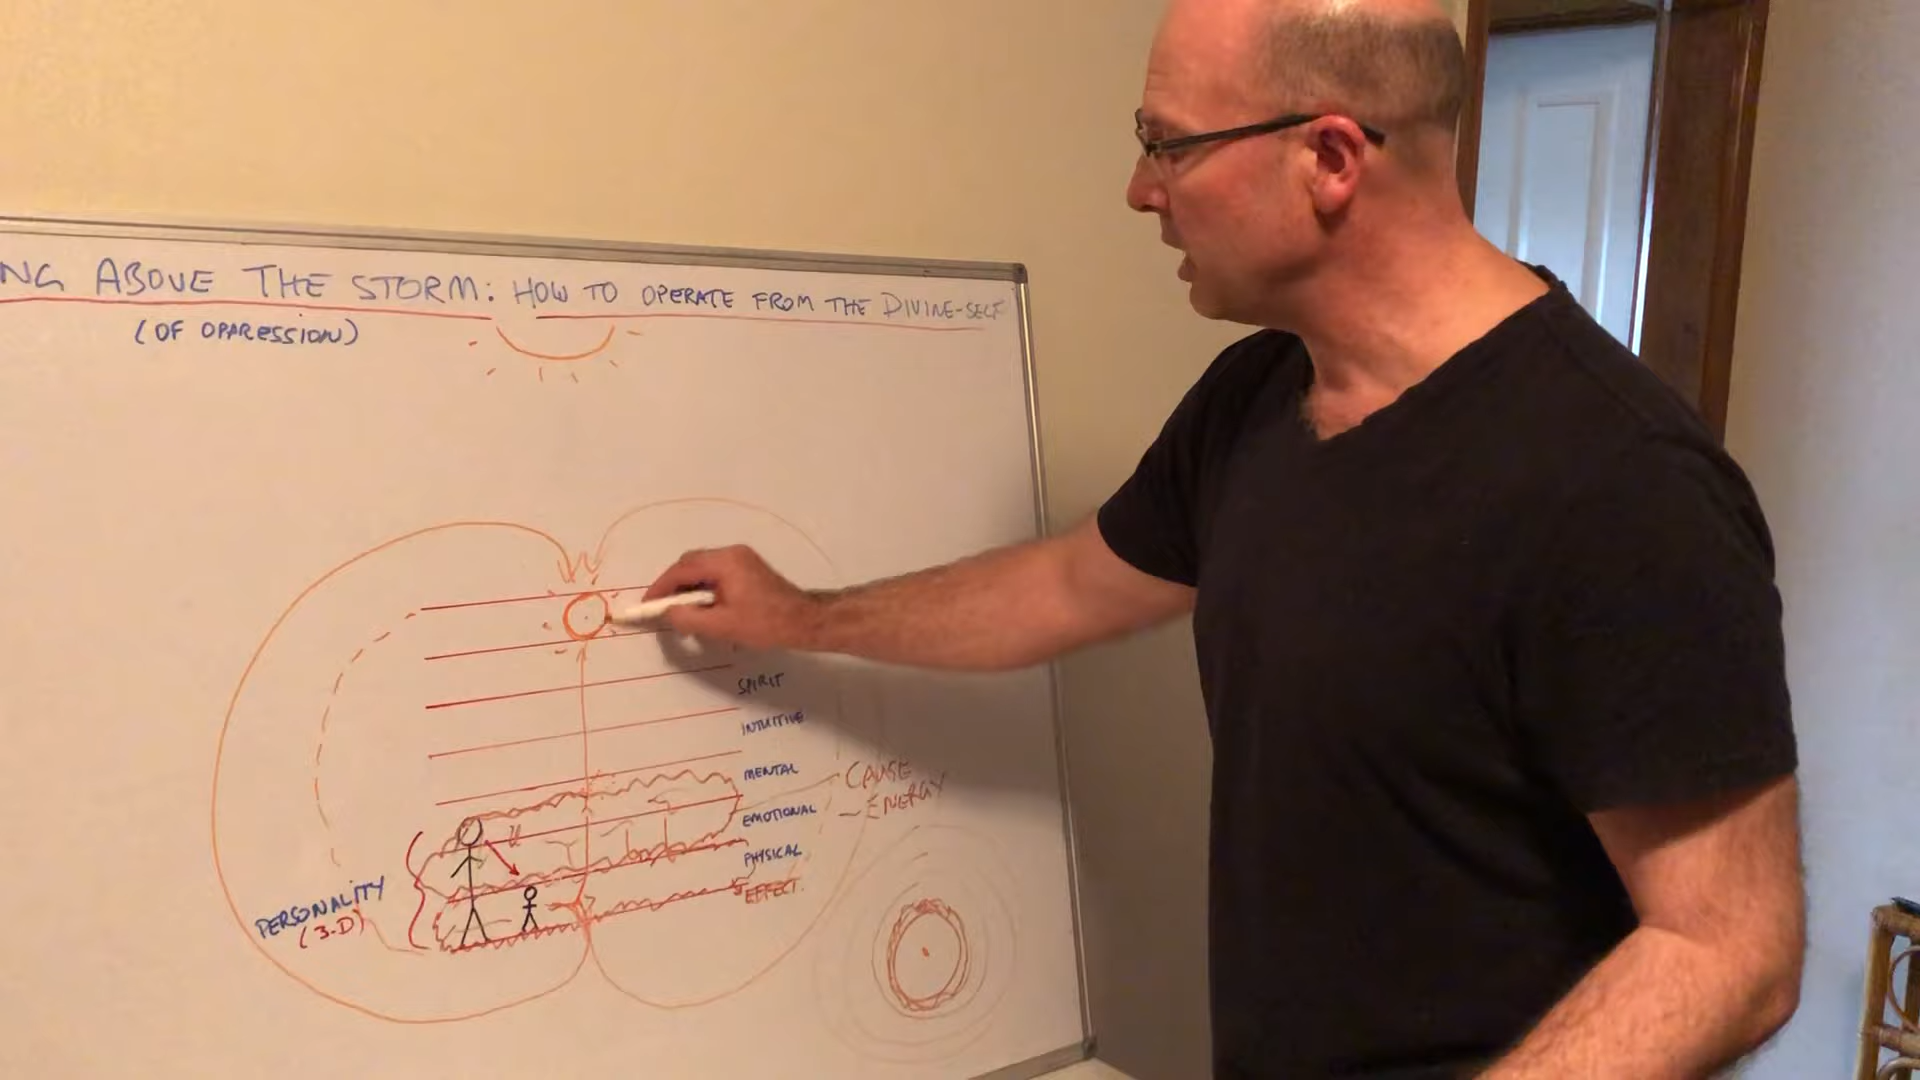 NG ABOVE THE STORM: HOW TO OPERATE FROM THE DIVINE-SELF
(OF OPPRESSION)
SPIRIT
INTUITIVE
MENTAL
CAUSE
- ENERGY
EMOTIONAL
PHYSICAL
EFFECT.
PERSONALITY
(3-D)